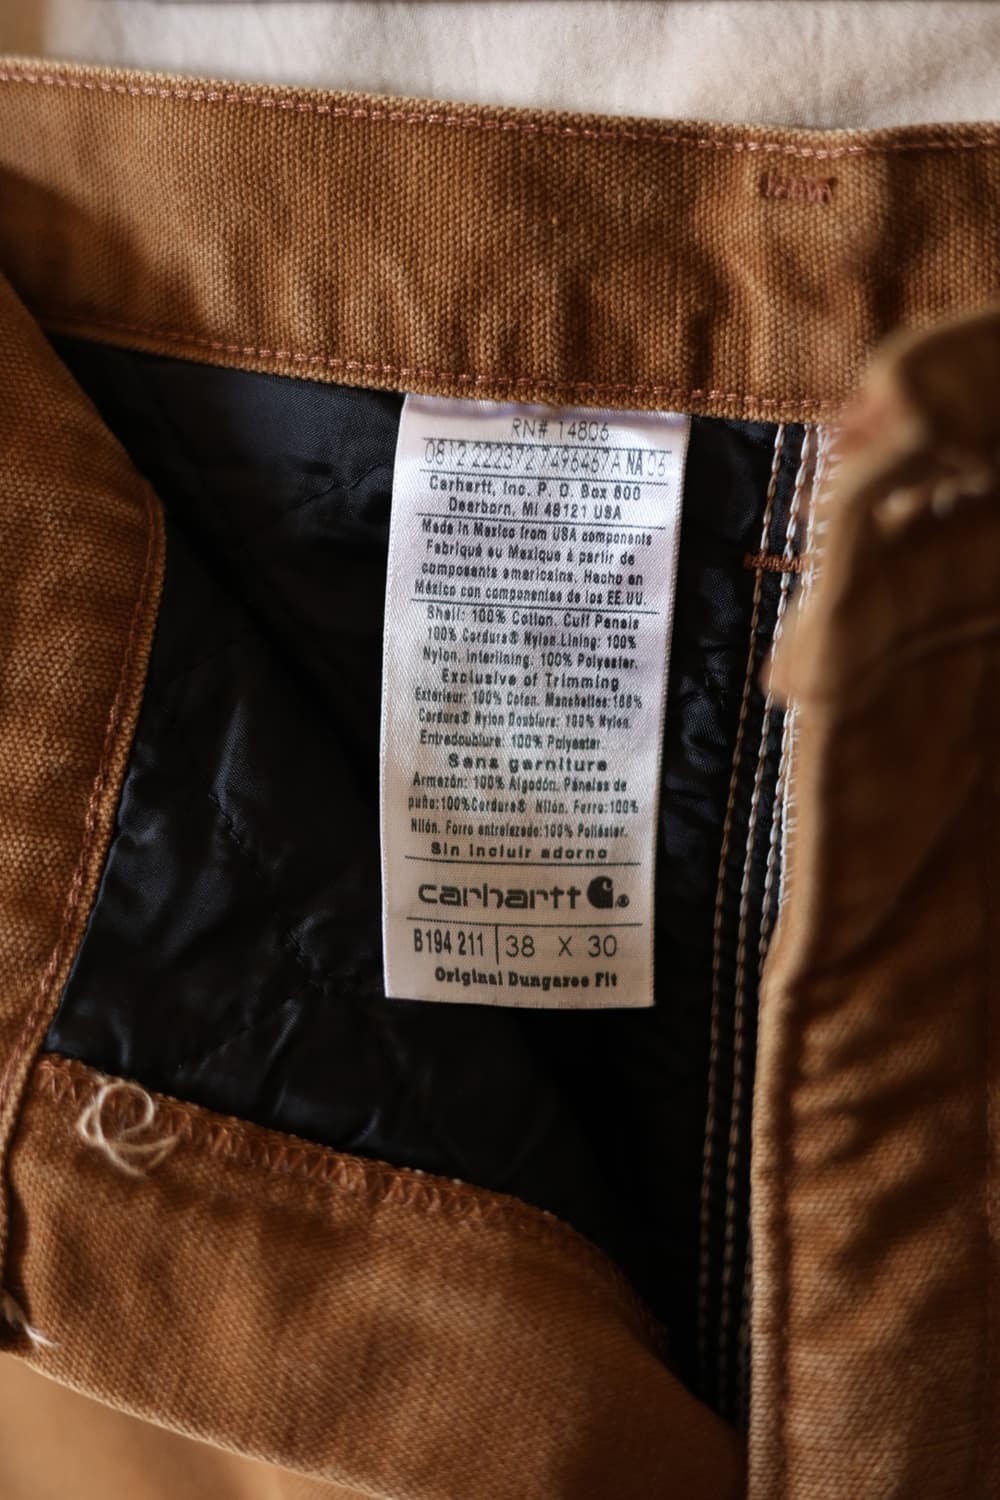 RN# 14806
0812 222372 7496467A NA 06
Carhartt, Inc. P. O. Box 600
Dearborn, MI 48121 USA
Made in Mexico from USA components
Fabriqué au Mexique à partir de
composants americains, Hecho en
México con componentes de los EE.UU.
Shell: 100% Cotton. Cuff Panels
100% Cordura® Nylon.Lining: 100%
Nylon. Interlining: 100% Polyester.
Exclusive of Trimming
Extérieur: 100% Coton. Manchettes:100%
Cordura® Nylon Doublure: 100% Nylon.
Entredoublure: 100% Polyester.
Sans garniture
Armazón: 100% Algodón. Páneles de
puño:100%Cordura® Nilón. Forro:100%
Nilón. Forro entrelazado:100% Poliéster.
Sin incluir adorno
carhartt ®
B194 211 | 38 X 30
Original Dungaree Fit